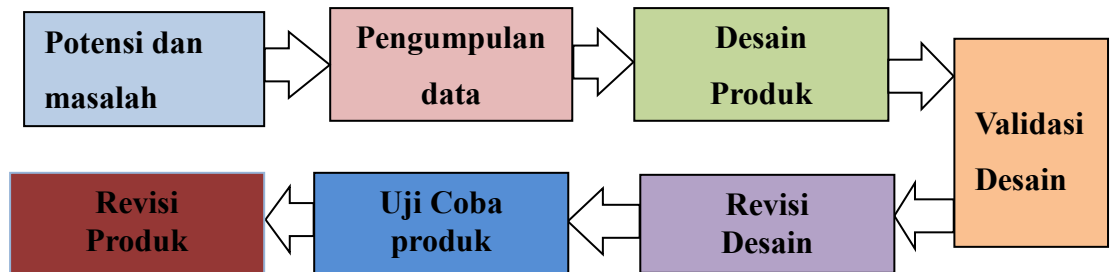 Potensi dan
masalah
Pengumpulan
data
Desain
Produk
Validasi
Desain
Revisi
Desain
Uji Coba
produk
Revisi
Produk